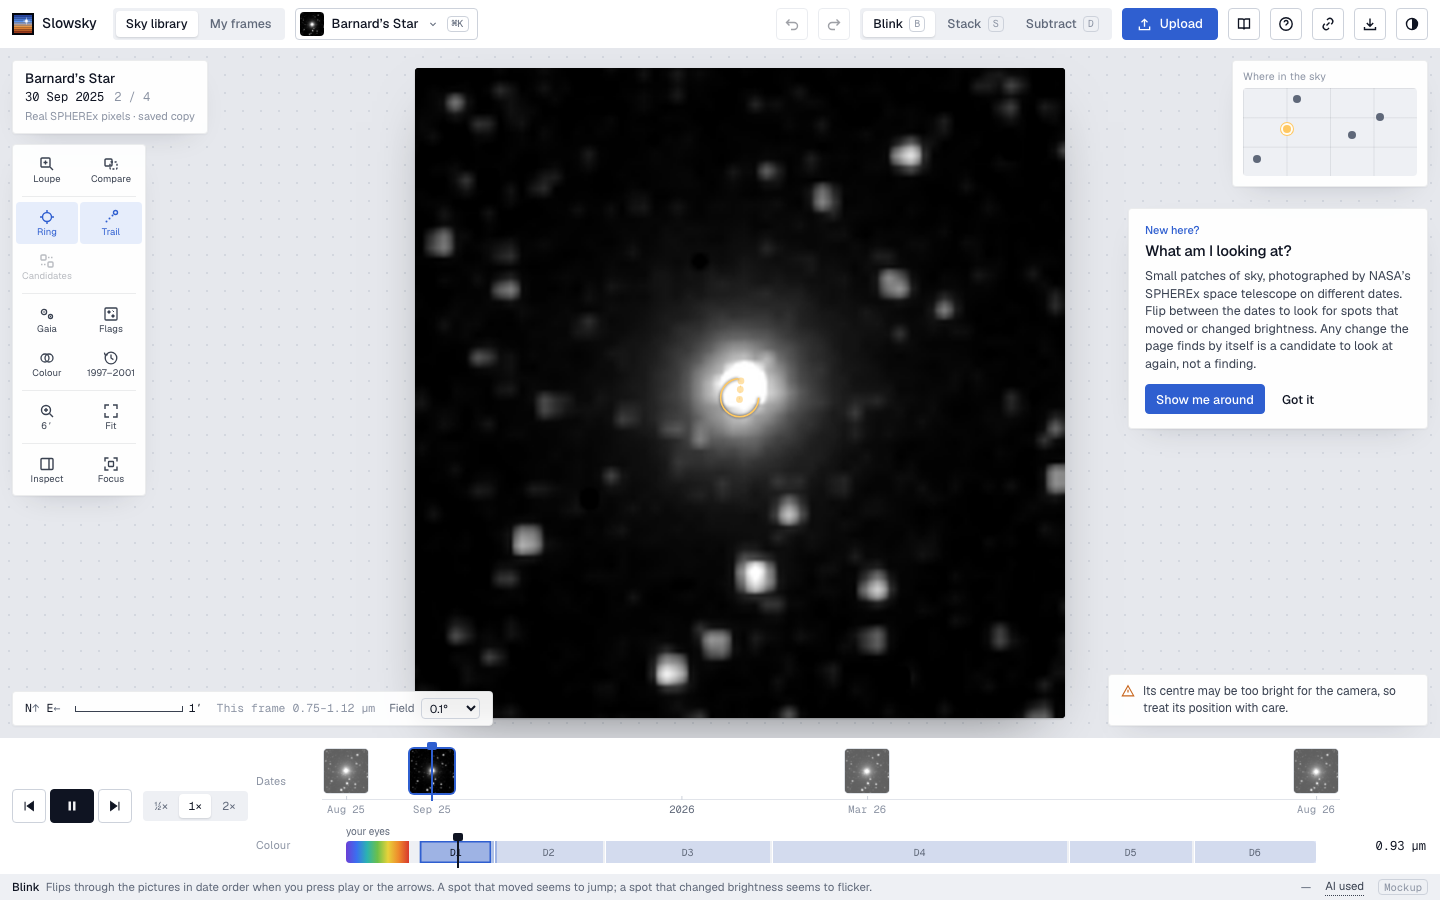 Slowsky
Sky library
My frames
Barnard's Star
⌘K
Blink B
Stack S
Subtract D
Upload
Barnard's Star
30 Sep 2025 2 / 4
Real SPHEREx pixels · saved copy
Loupe
Compare
Ring
Trail
Candidates
Gaia
Flags
Colour
1997–2001
6′
Fit
Inspect
Focus
Where in the sky
New here?
What am I looking at?
Small patches of sky, photographed by NASA's
SPHEREx space telescope on different dates.
Flip between the dates to look for spots that
moved or changed brightness. Any change the
page finds by itself is a candidate to look at
again, not a finding.
Show me around
Got it
N↑ E←
1′
This frame 0.75–1.12 µm
Field
0.1°
Its centre may be too bright for the camera, so
treat its position with care.
½×
1×
2×
Dates
Aug 25
Sep 25
2026
Mar 26
Aug 26
your eyes
Colour
D1
D2
D3
D4
D5
D6
0.93 µm
Blink Flips through the pictures in date order when you press play or the arrows. A spot that moved seems to jump; a spot that changed brightness seems to flicker.
—
AI used
Mockup